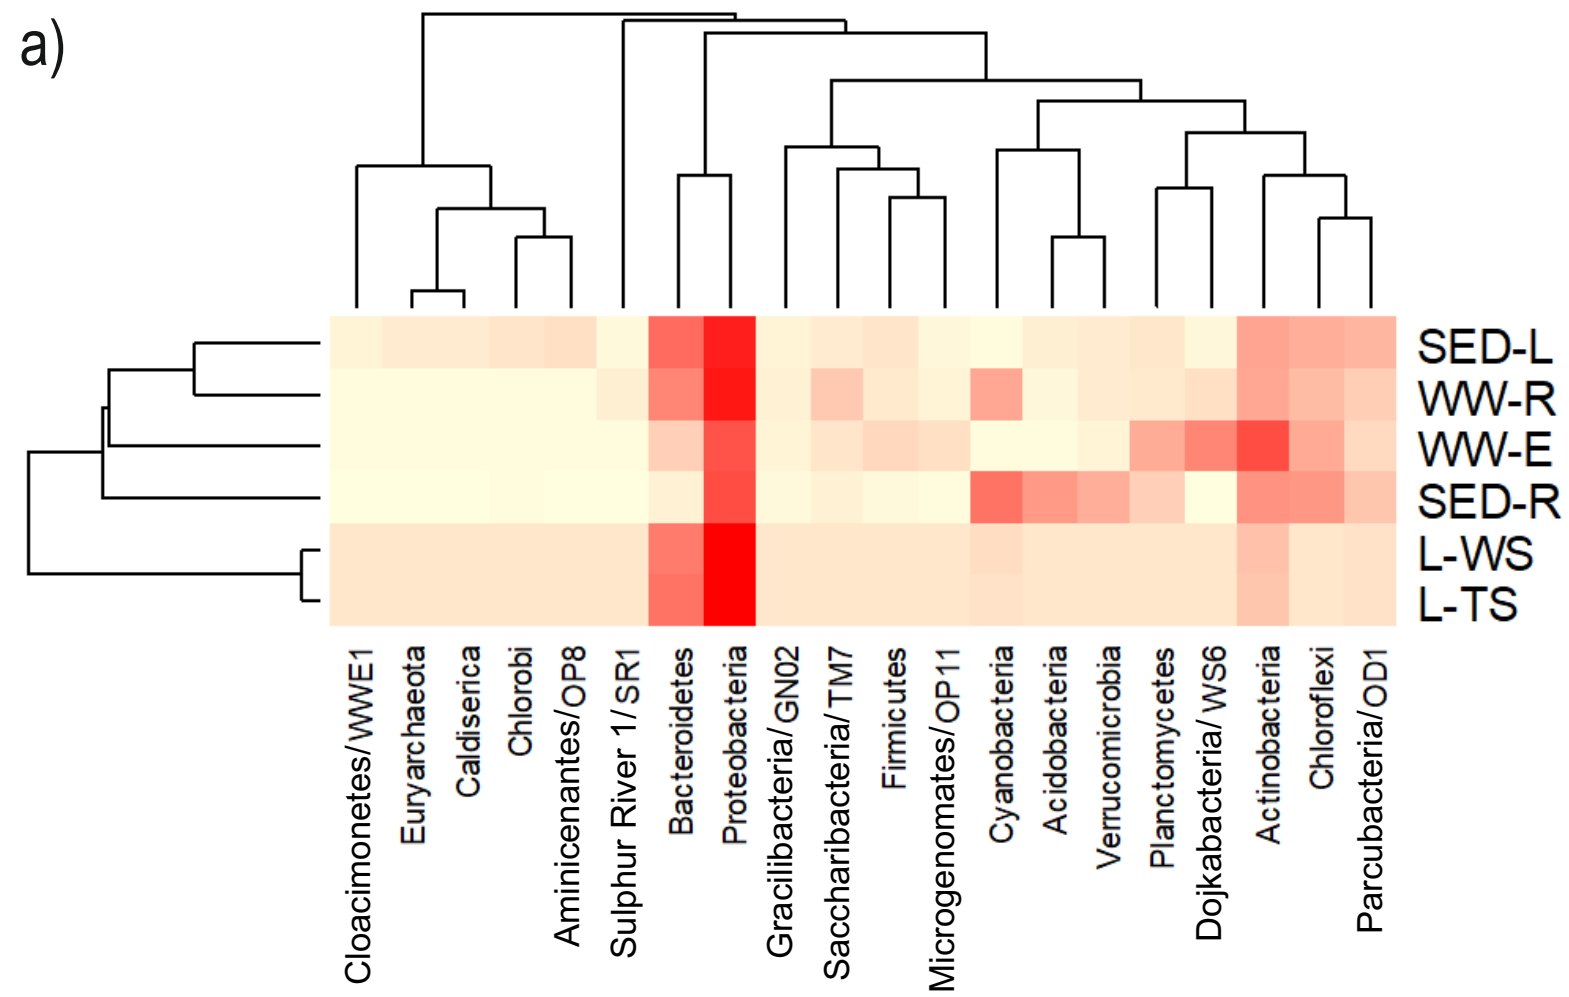 a)
SED-L
WW-R
WW-E
SED-R
L-WS
L-TS
Cloacimonetes/WWE1
Euryarchaeota
Caldiserica
Chlorobi
Aminicenantes/OP8
Sulphur River 1/SR1
Bacteroidetes
Proteobacteria
Gracilibacteria/GN02
Saccharibacteria/TM7
Firmicutes
Microgenomates/OP11
Cyanobacteria
Acidobacteria
Verrucomicrobia
Planctomycetes
Dojkabacteria/WS6
Actinobacteria
Chloroflexi
Parcubacteria/OD1